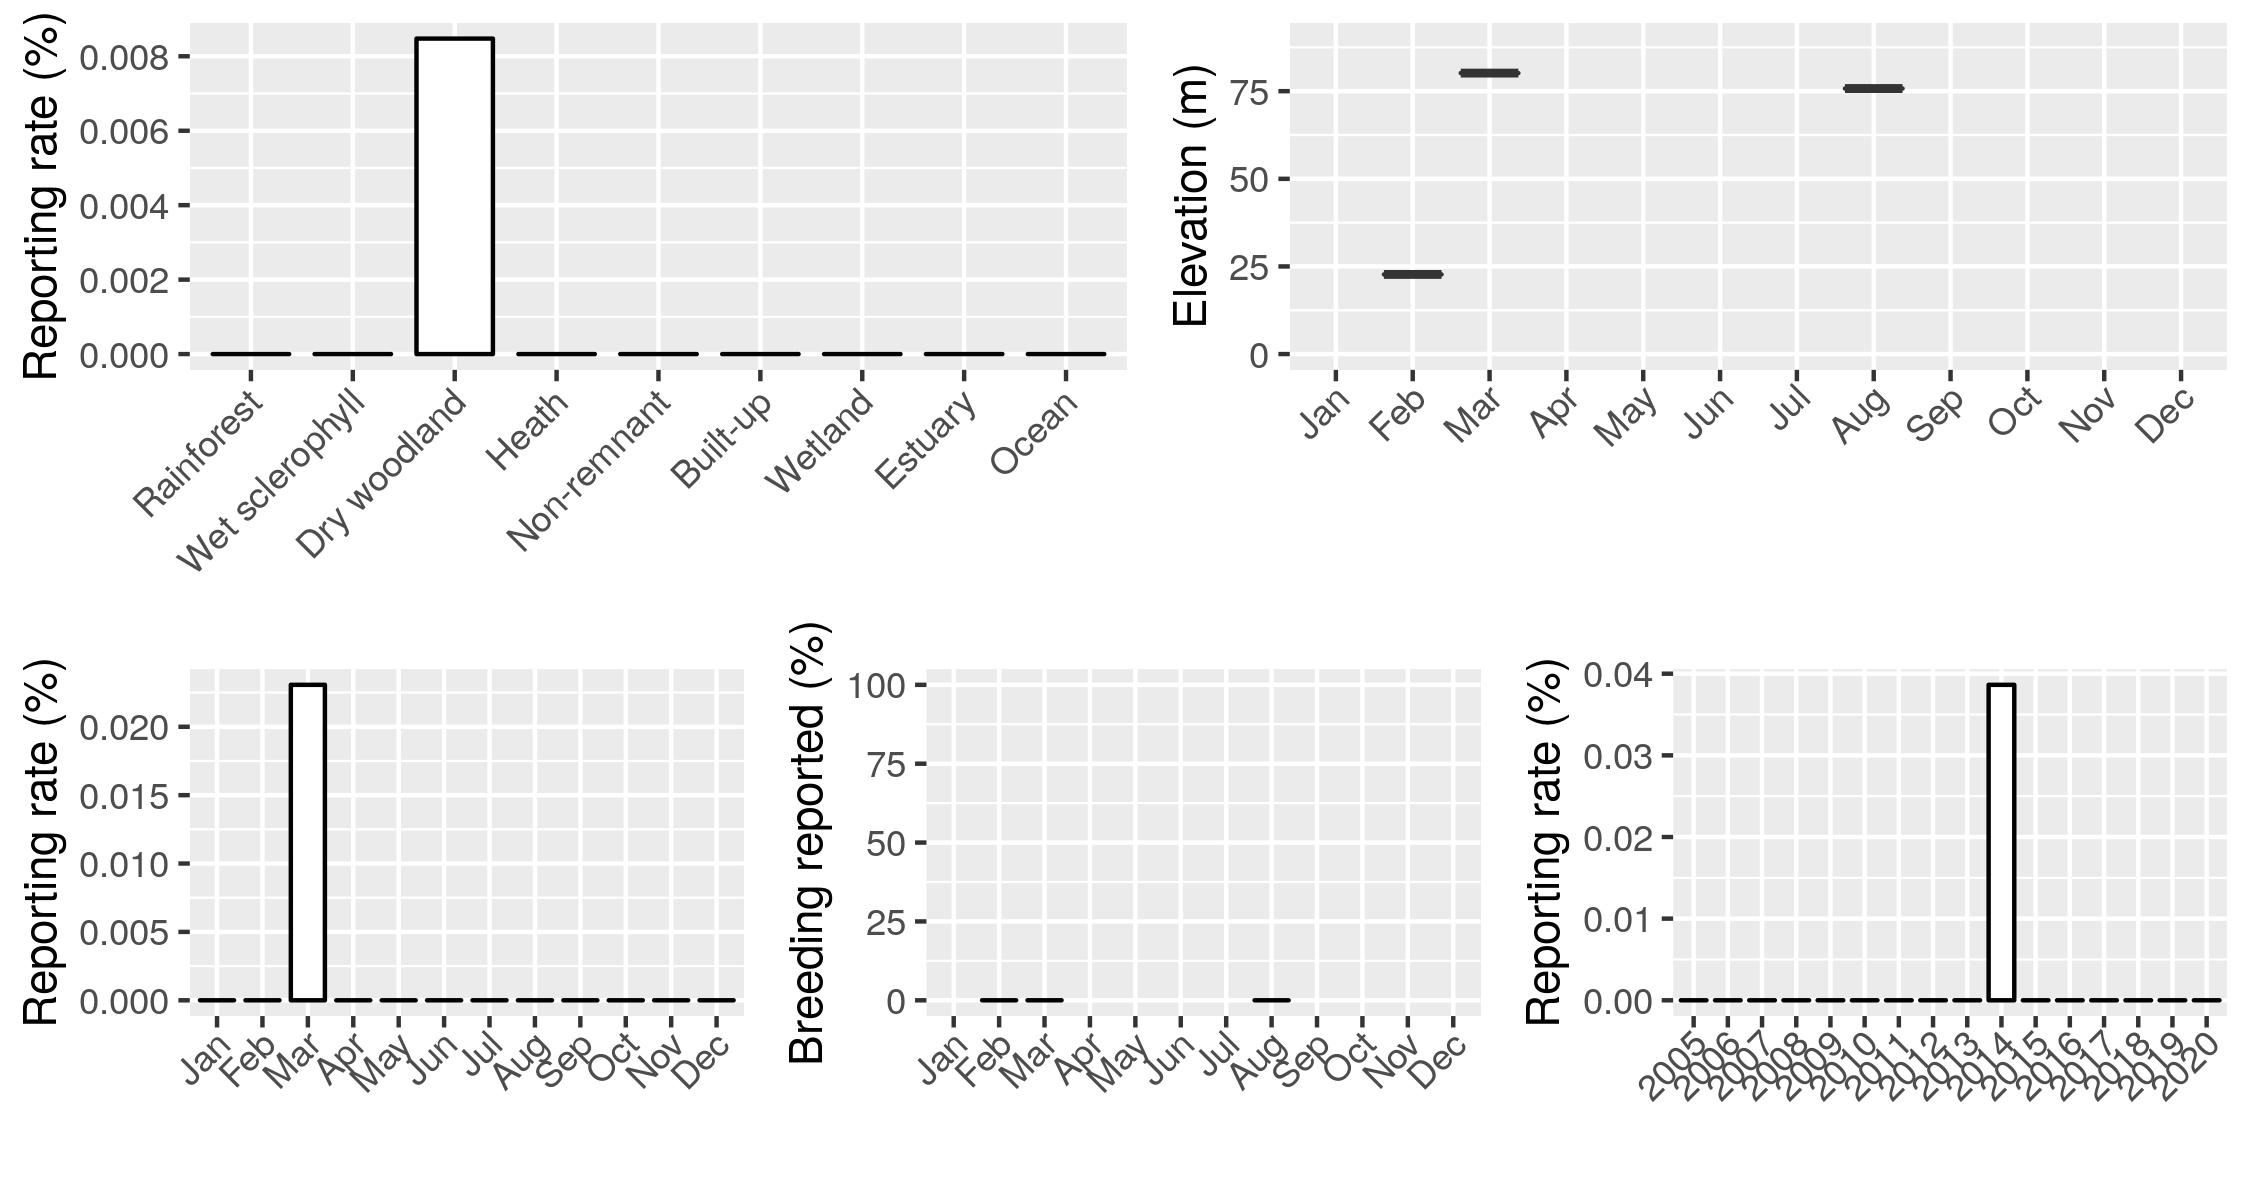 Reporting rate (%)
0.008
0.006
0.004
0.002
0.000
Rainforest
Wet sclerophyll
Dry woodland
Heath
Non-remnant
Built-up
Wetland
Estuary
Ocean
Elevation (m)
75
50
25
0
Jan
Feb
Mar
Apr
May
Jun
Jul
Aug
Sep
Oct
Nov
Dec
Reporting rate (%)
0.020
0.015
0.010
0.005
0.000
Jan
Feb
Mar
Apr
May
Jun
Jul
Aug
Sep
Oct
Nov
Dec
Breeding reported (%)
100
75
50
25
0
Jan
Feb
Mar
Apr
May
Jun
Jul
Aug
Sep
Oct
Nov
Dec
Reporting rate (%)
0.04
0.03
0.02
0.01
0.00
2005
2006
2007
2008
2009
2010
2011
2012
2013
2014
2015
2016
2017
2018
2019
2020